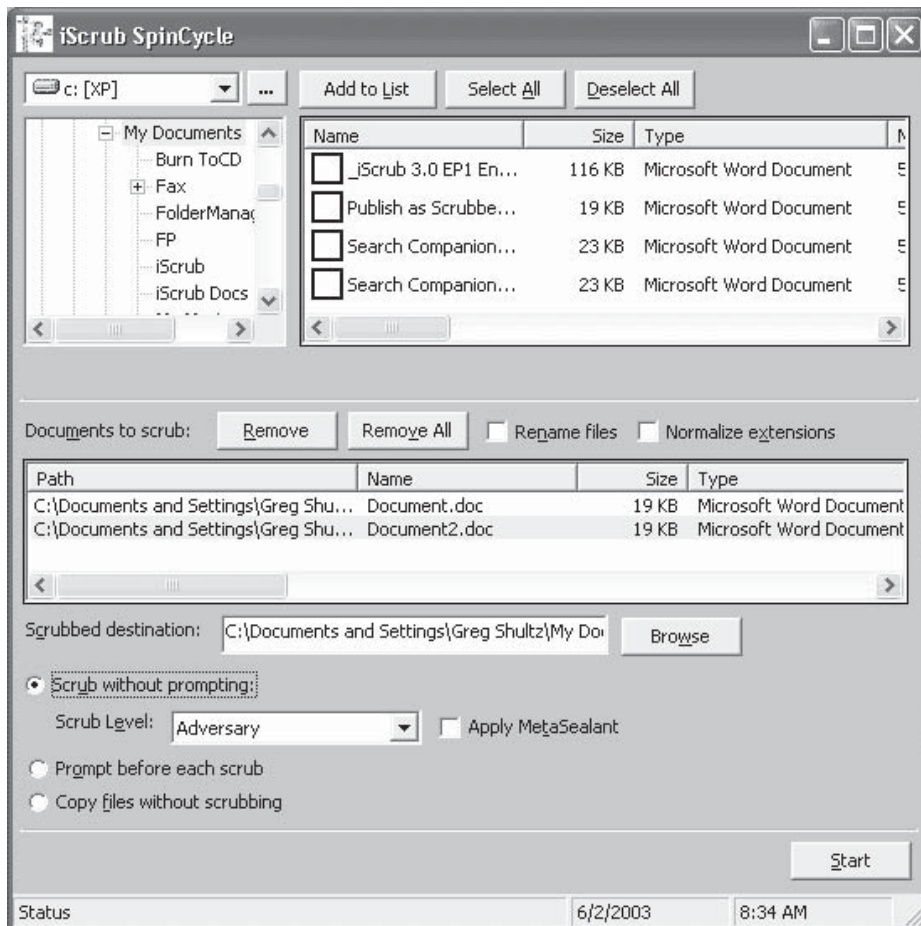 iScrub SpinCycle
c: [XP] ... Add to List Select All Deselect All
My Documents
Burn ToCD
Fax
FolderManag
FP
iScrub
iScrub Docs
Name Size Type
_iScrub 3.0 EP1 En... 116 KB Microsoft Word Document
Publish as Scrubbe... 19 KB Microsoft Word Document
Search Companion... 23 KB Microsoft Word Document
Search Companion... 23 KB Microsoft Word Document
Documents to scrub: Remove Remove All Rename files Normalize extensions
Path Name Size Type
C:\Documents and Settings\Greg Shu... Document.doc 19 KB Microsoft Word Document
C:\Documents and Settings\Greg Shu... Document2.doc 19 KB Microsoft Word Document
Scrubbed destination: C:\Documents and Settings\Greg Shultz\My Do Browse
Scrub without prompting:
Scrub Level: Adversary Apply MetaSealant
Prompt before each scrub
Copy files without scrubbing
Start
Status 6/2/2003 8:34 AM